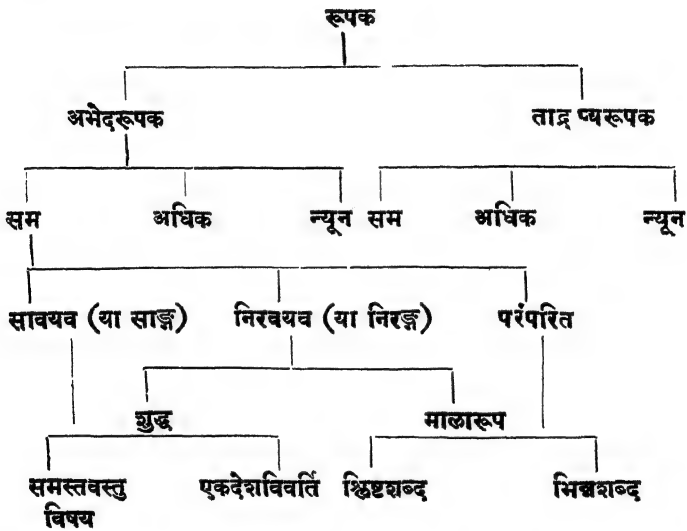 रूपक
अभेदरूपक ताद्रप्यरूपक
सम अधिक न्यून सम अधिक न्यून
सावयव (या साङ्ग) निरवयव (या निरङ्ग) परंपरित
शुद्ध मालारूप
समस्तवस्तु एकदेशविवर्ति श्लिष्टशब्द भिन्नशब्द
विषय